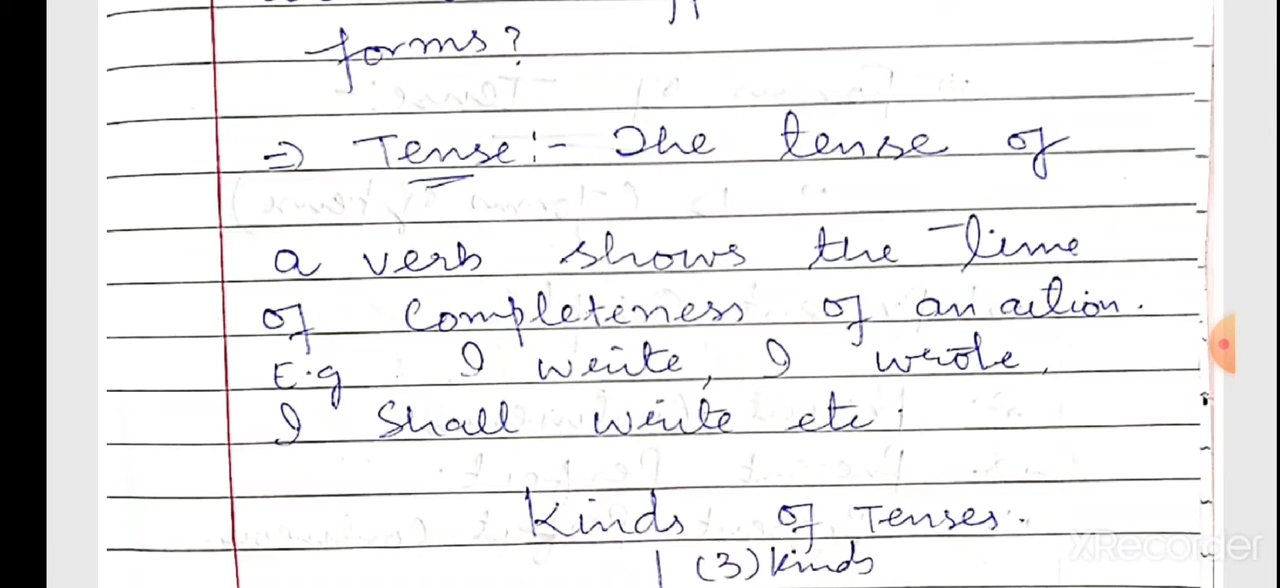 forms?
=> Tense:- The tense of
a verb shows the Time
of completeness of an action.
E.g I write, I wrote,
I shall write etc.
Kinds of Tenses.
(3) kinds
XRecorder